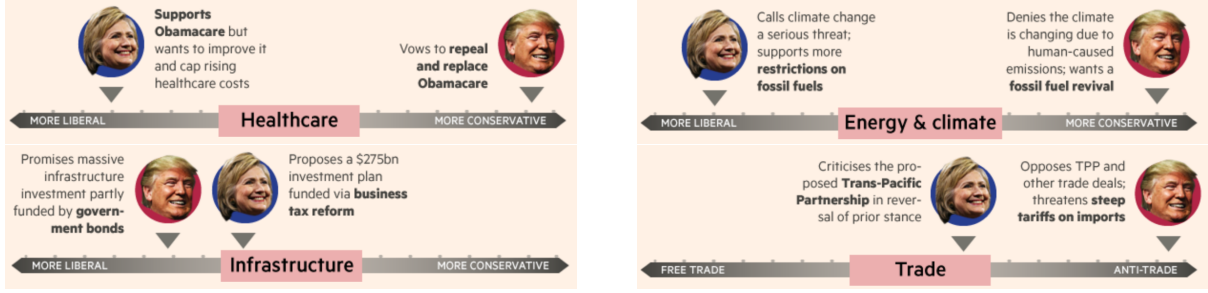 Supports
Obamacare but
wants to improve it
and cap rising
healthcare costs
Vows to repeal
and replace
Obamacare
MORE LIBERAL
Healthcare
MORE CONSERVATIVE
Calls climate change
a serious threat;
supports more
restrictions on
fossil fuels
Denies the climate
is changing due to
human-caused
emissions; wants a
fossil fuel revival
MORE LIBERAL
Energy & climate
MORE CONSERVATIVE
Promises massive
infrastructure
investment partly
funded by govern-
ment bonds
Proposes a $275bn
investment plan
funded via business
tax reform
MORE LIBERAL
Infrastructure
MORE CONSERVATIVE
Criticises the pro-
posed Trans-Pacific
Partnership in rever-
sal of prior stance
Opposes TPP and
other trade deals;
threatens steep
tariffs on imports
FREE TRADE
Trade
ANTI-TRADE